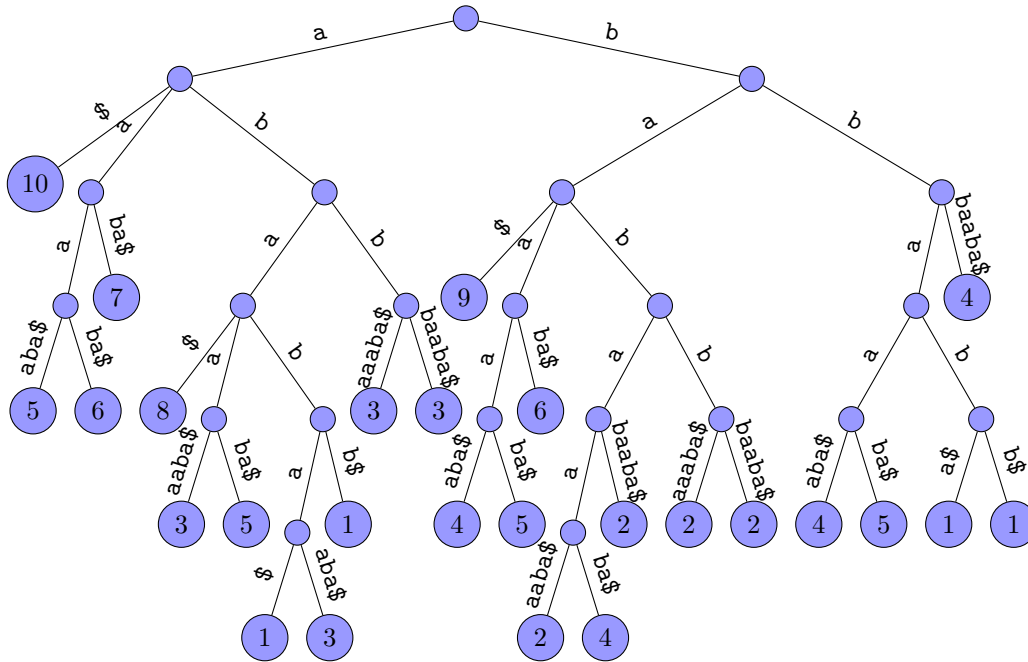 a b
$ a b a b
10 a ba$ a b $ a b a baaba$
a 7 9 4
aba$ ba$ $ a b aaaba$ baaba$ a ba$ a b a b
5 6 8 3 3 6
aaba$ ba$ a b$ aba$ ba$ a baaba$ aaaba$ baaba$ aba$ ba$ a$ b$
3 5 1 4 5 2 2 2 4 5 1 1
$ aba$ aaba$ ba$
1 3 2 4